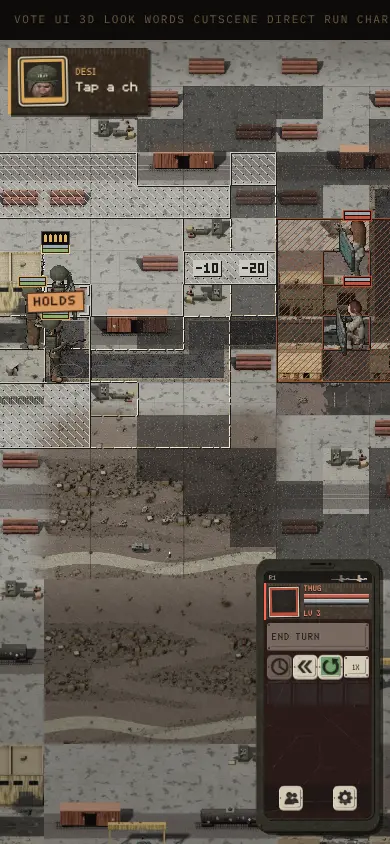 VOTE UI 3D LOOK WORDS CUTSCENE DIRECT RUN CHAR
DESI
Tap a ch
-10 -20
HOLDS
R1
THUG
LV 3
END TURN
1X